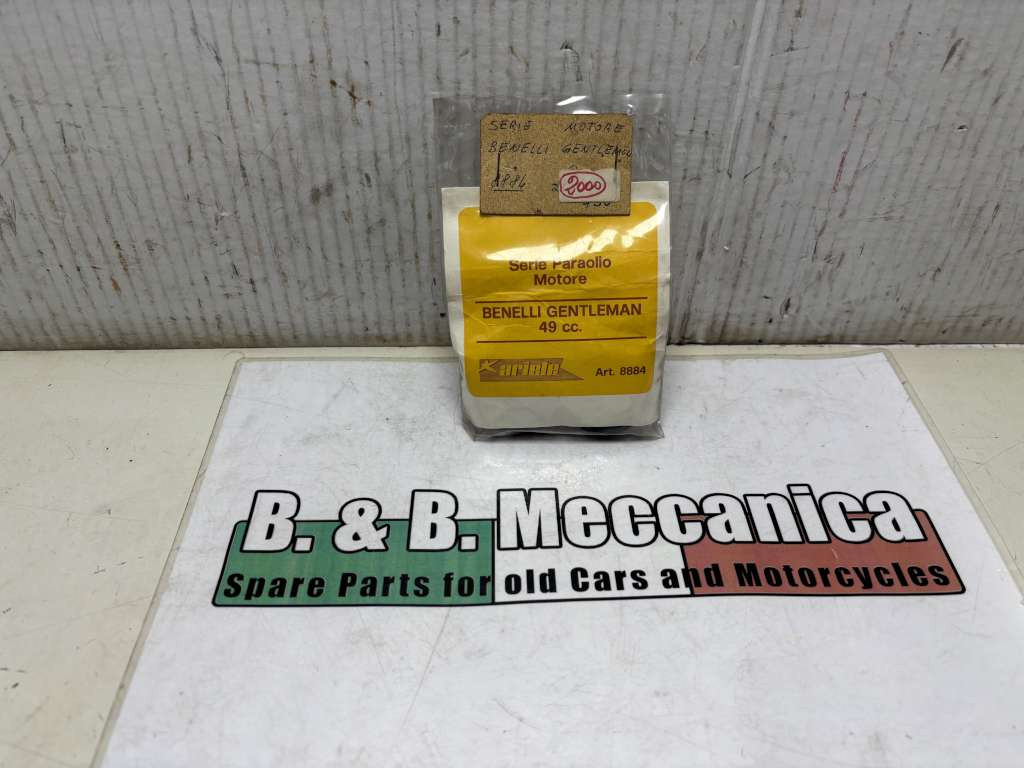 SERIE MOTORE
BENELLI GENTLEMAN
8884
2000
Serie Paraolio
Motore
BENELLI GENTLEMAN
49 cc.
ariete
Art. 8884
B. & B. Meccanica
Spare Parts for old Cars and Motorcycles